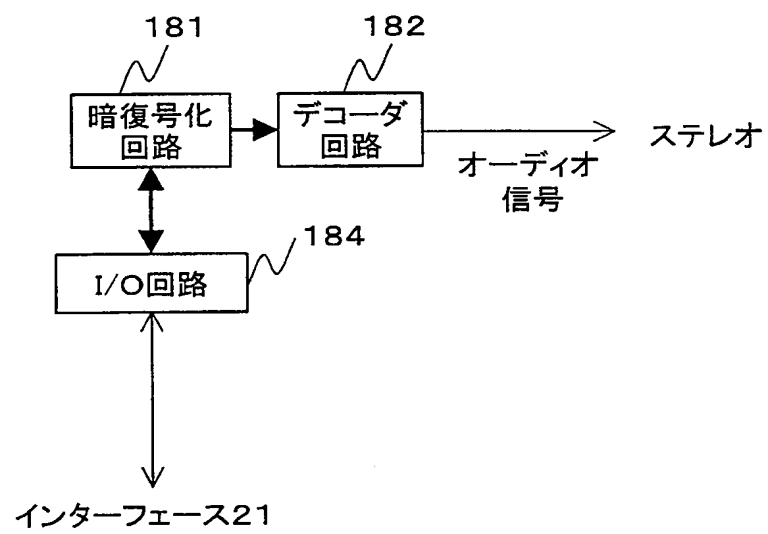 181
182
暗復号化
回路
デコーダ
回路
ステレオ
オーディオ
信号
184
I/O回路
インターフェース21